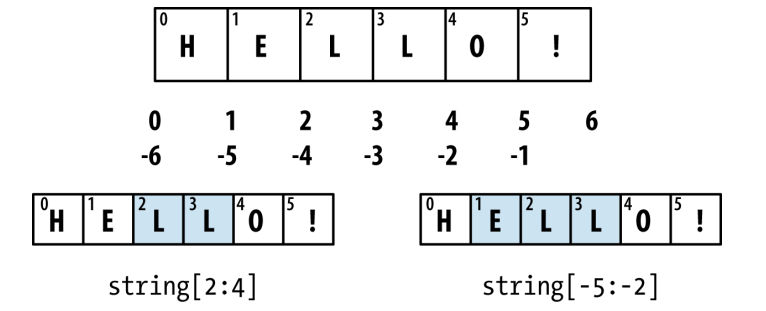 0 H 1 E 2 L 3 L 4 O 5 !
0 1 2 3 4 5 6
-6 -5 -4 -3 -2 -1
0 H 1 E 2 L 3 L 4 O 5 ! 0 H 1 E 2 L 3 L 4 O 5 !
string[2:4] string[-5:-2]